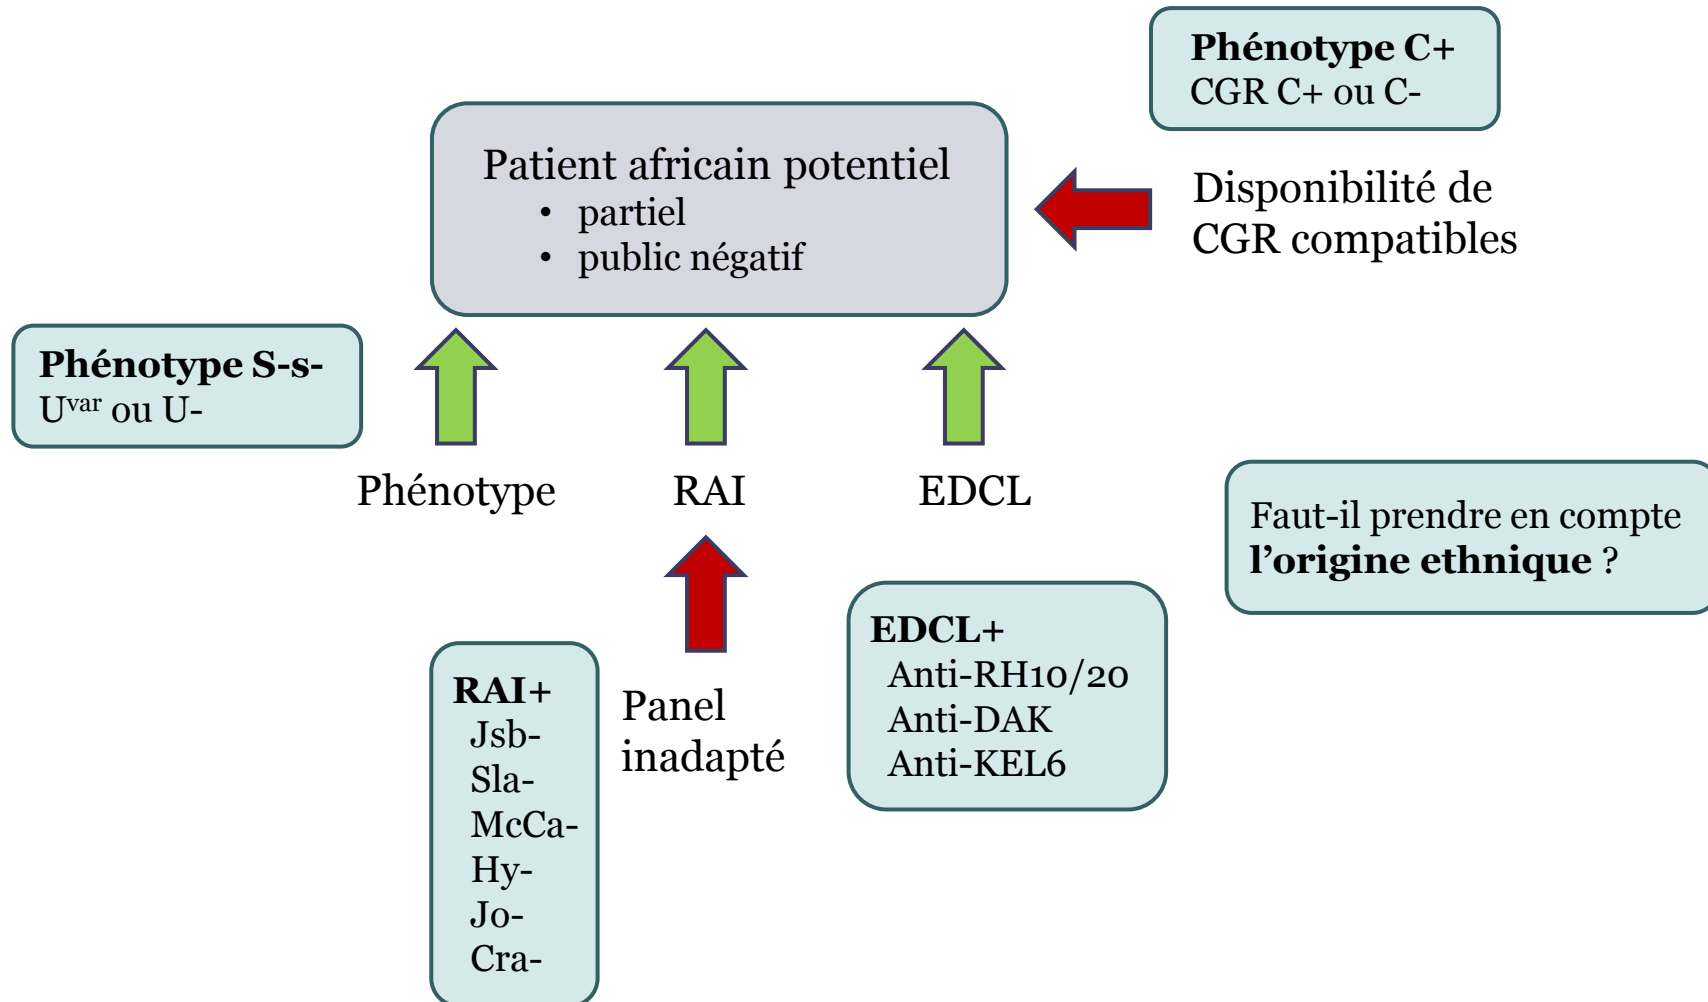 Phénotype C+
CGR C+ ou C-
Patient africain potentiel
• partiel
• public négatif
Disponibilité de
CGR compatibles
Phénotype S-s-
Uvar ou U-
Phénotype
RAI
EDCL
Faut-il prendre en compte
l’origine ethnique ?
RAI+
Jsb-
Sla-
McCa-
Hy-
Jo-
Cra-
Panel
inadapté
EDCL+
Anti-RH10/20
Anti-DAK
Anti-KEL6